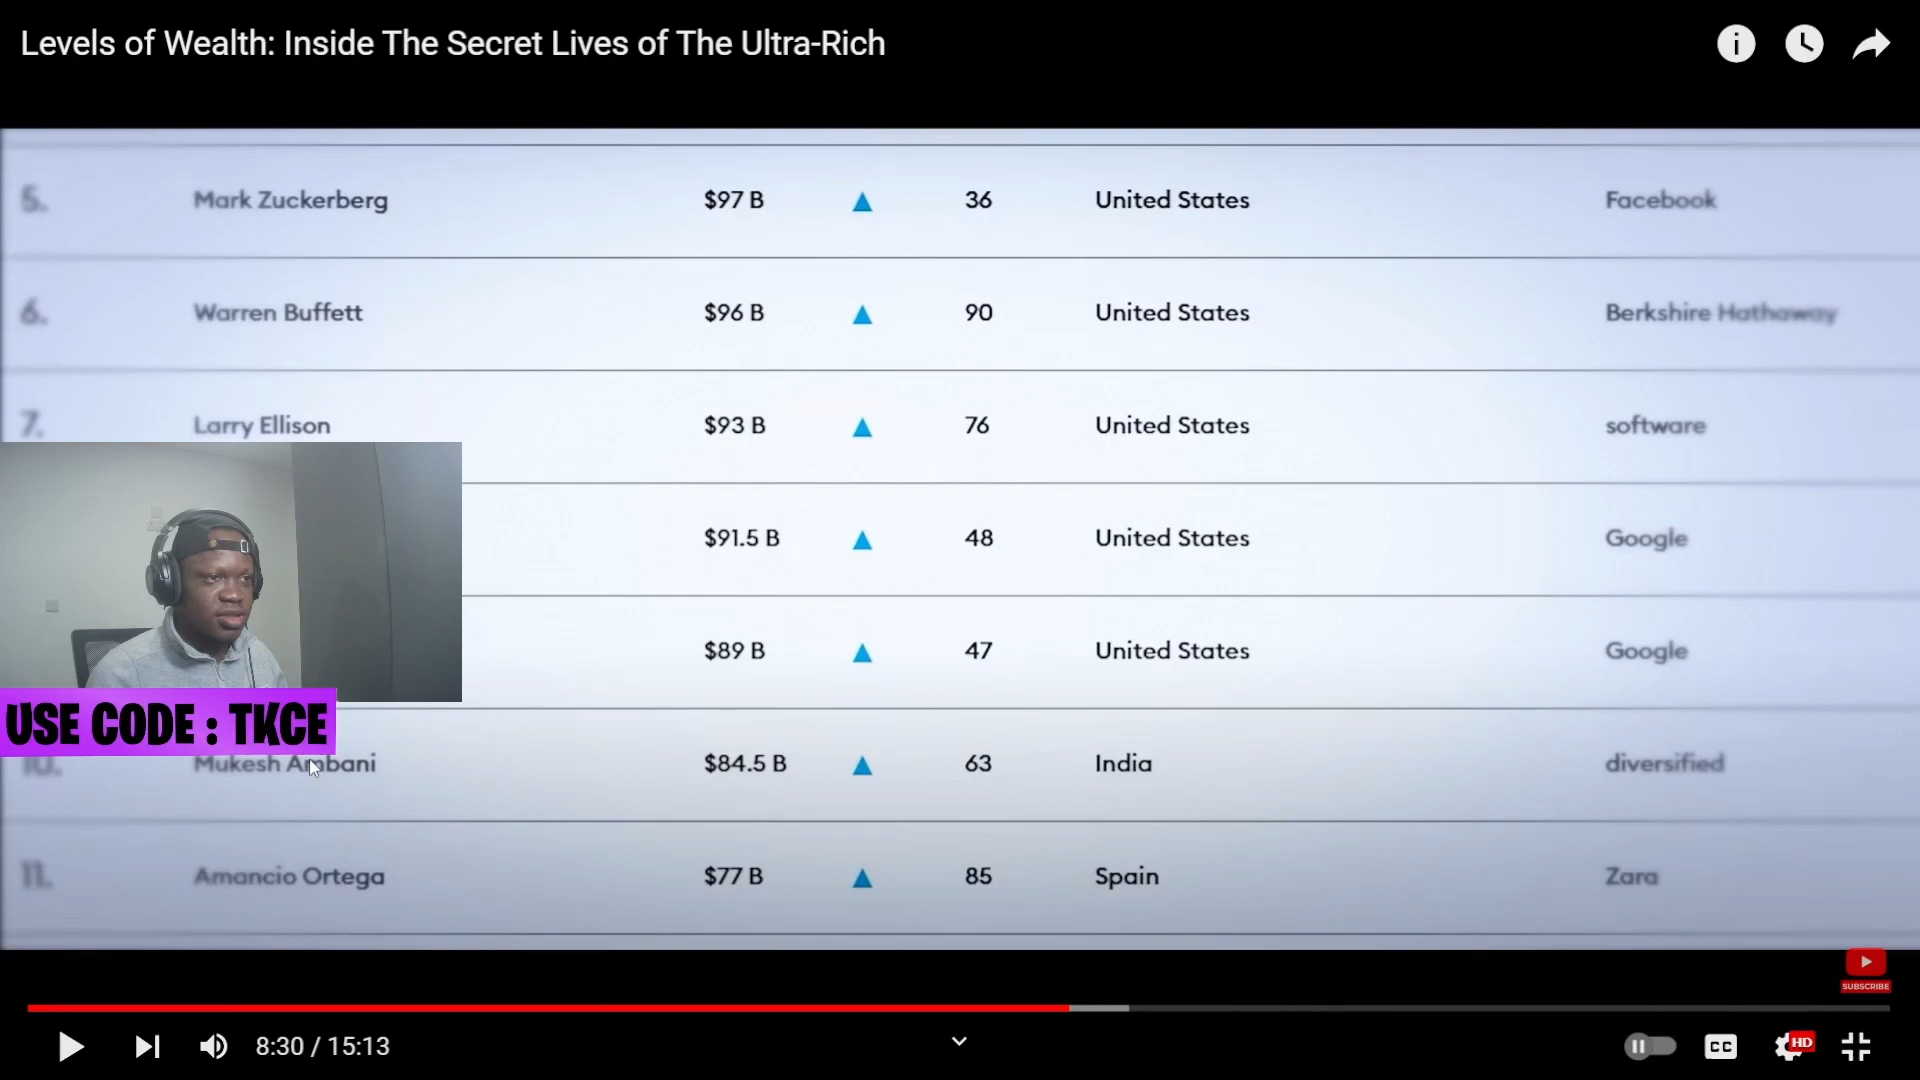 Levels of Wealth: Inside The Secret Lives of The Ultra-Rich
5. Mark Zuckerberg $97 B 36 United States Facebook
6. Warren Buffett $96 B 90 United States Berkshire Hathaway
7. Larry Ellison $93 B 76 United States software
$91.5 B 48 United States Google
$89 B 47 United States Google
USE CODE : TKCE
10. Mukesh Ambani $84.5 B 63 India diversified
11. Amancio Ortega $77 B 85 Spain Zara
SUBSCRIBE
8:30 / 15:13
CC
HD